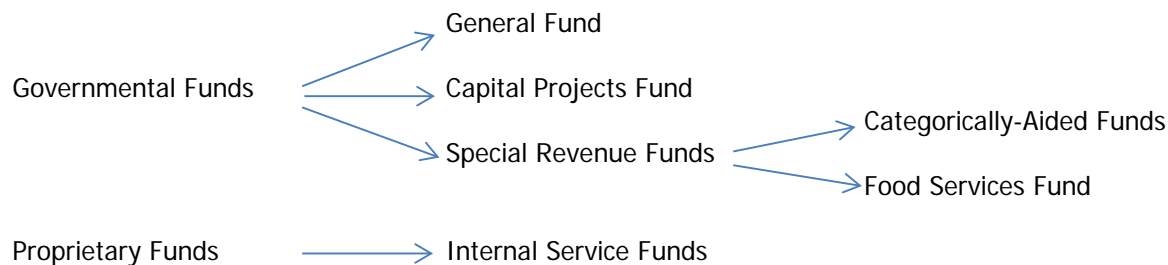 General Fund
Governmental Funds
Capital Projects Fund
Categorically-Aided Funds
Special Revenue Funds
Food Services Fund
Proprietary Funds
Internal Service Funds